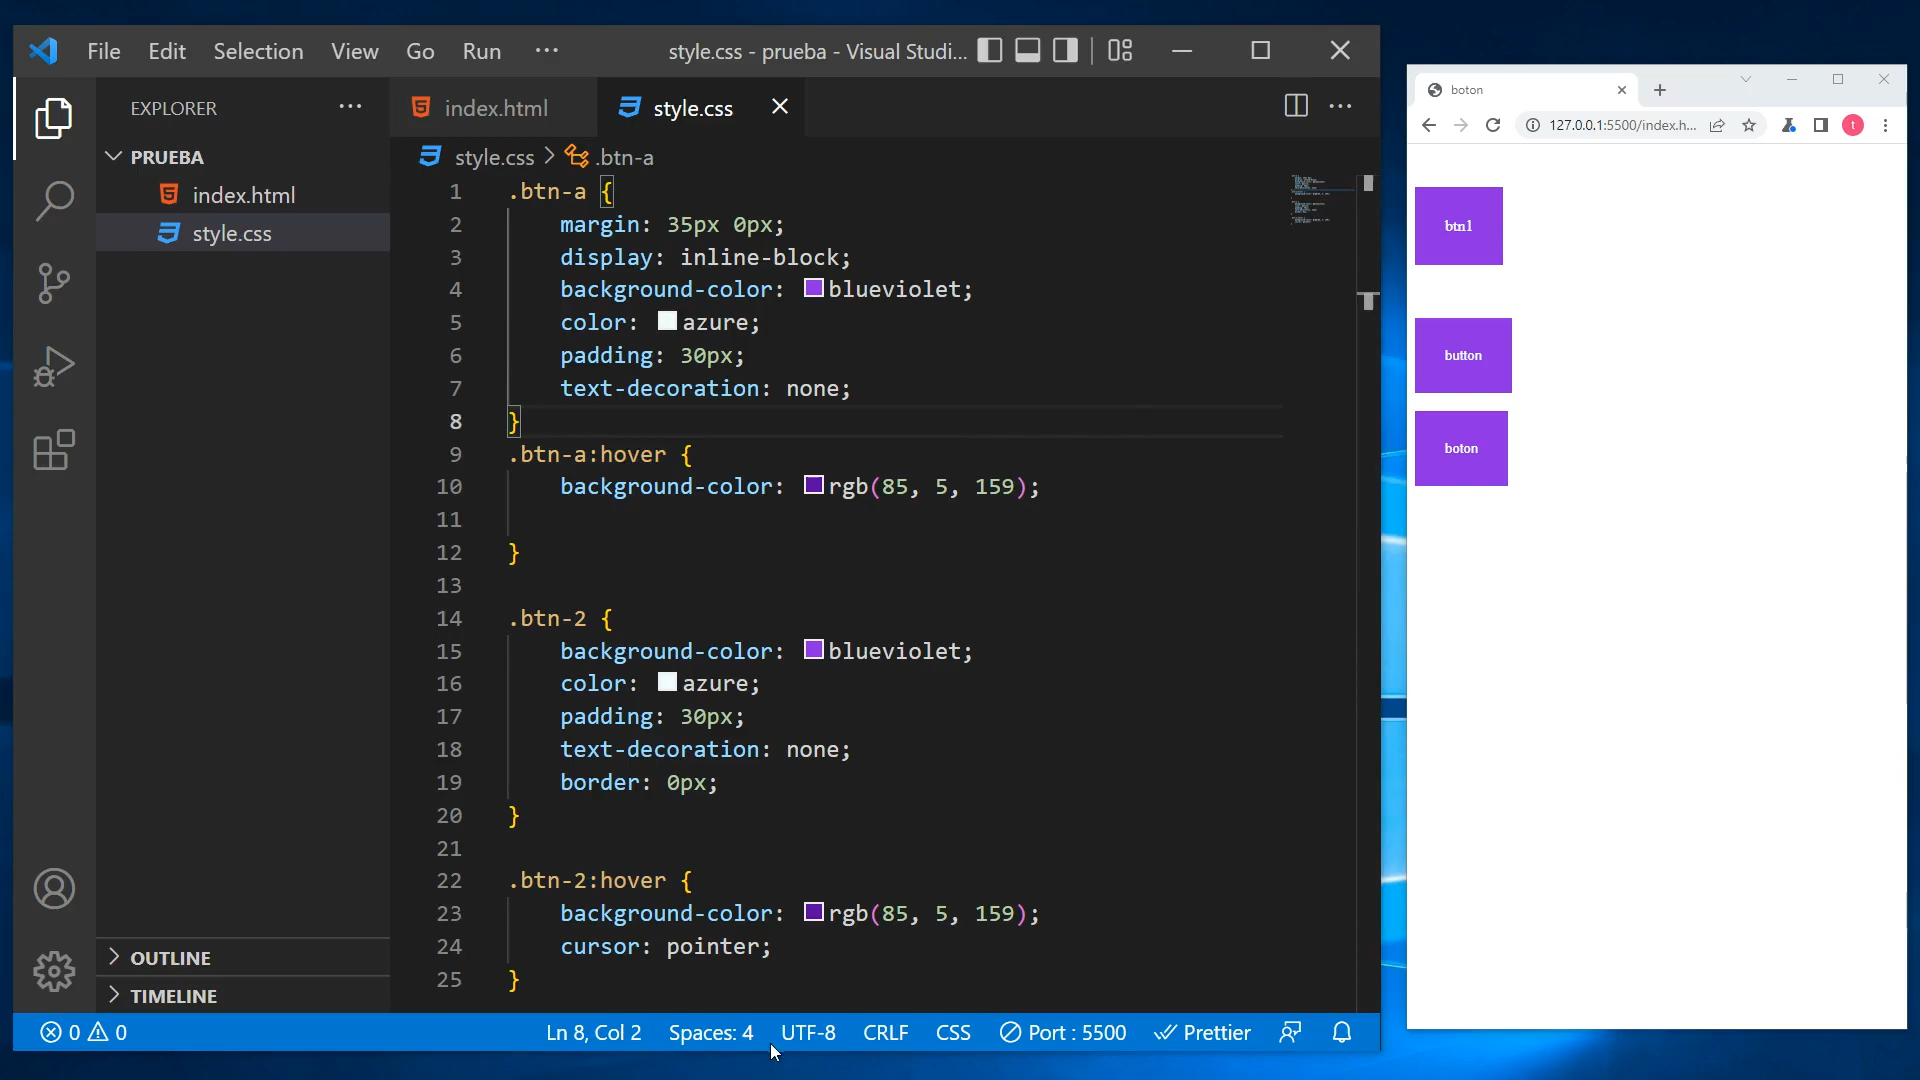 File Edit Selection View Go Run ··· style.css - prueba - Visual Studi...
EXPLORER ···
PRUEBA
index.html
style.css
OUTLINE
TIMELINE
index.html style.css
style.css > .btn-a
1 .btn-a {
2 margin: 35px 0px;
3 display: inline-block;
4 background-color: blueviolet;
5 color: azure;
6 padding: 30px;
7 text-decoration: none;
8 }
9 .btn-a:hover {
10 background-color: rgb(85, 5, 159);
11
12 }
13
14 .btn-2 {
15 background-color: blueviolet;
16 color: azure;
17 padding: 30px;
18 text-decoration: none;
19 border: 0px;
20 }
21
22 .btn-2:hover {
23 background-color: rgb(85, 5, 159);
24 cursor: pointer;
25 }
0 0 Ln 8, Col 2 Spaces: 4 UTF-8 CRLF CSS Port : 5500 Prettier
boton
127.0.0.1:5500/index.h... t
btn1
button
boton